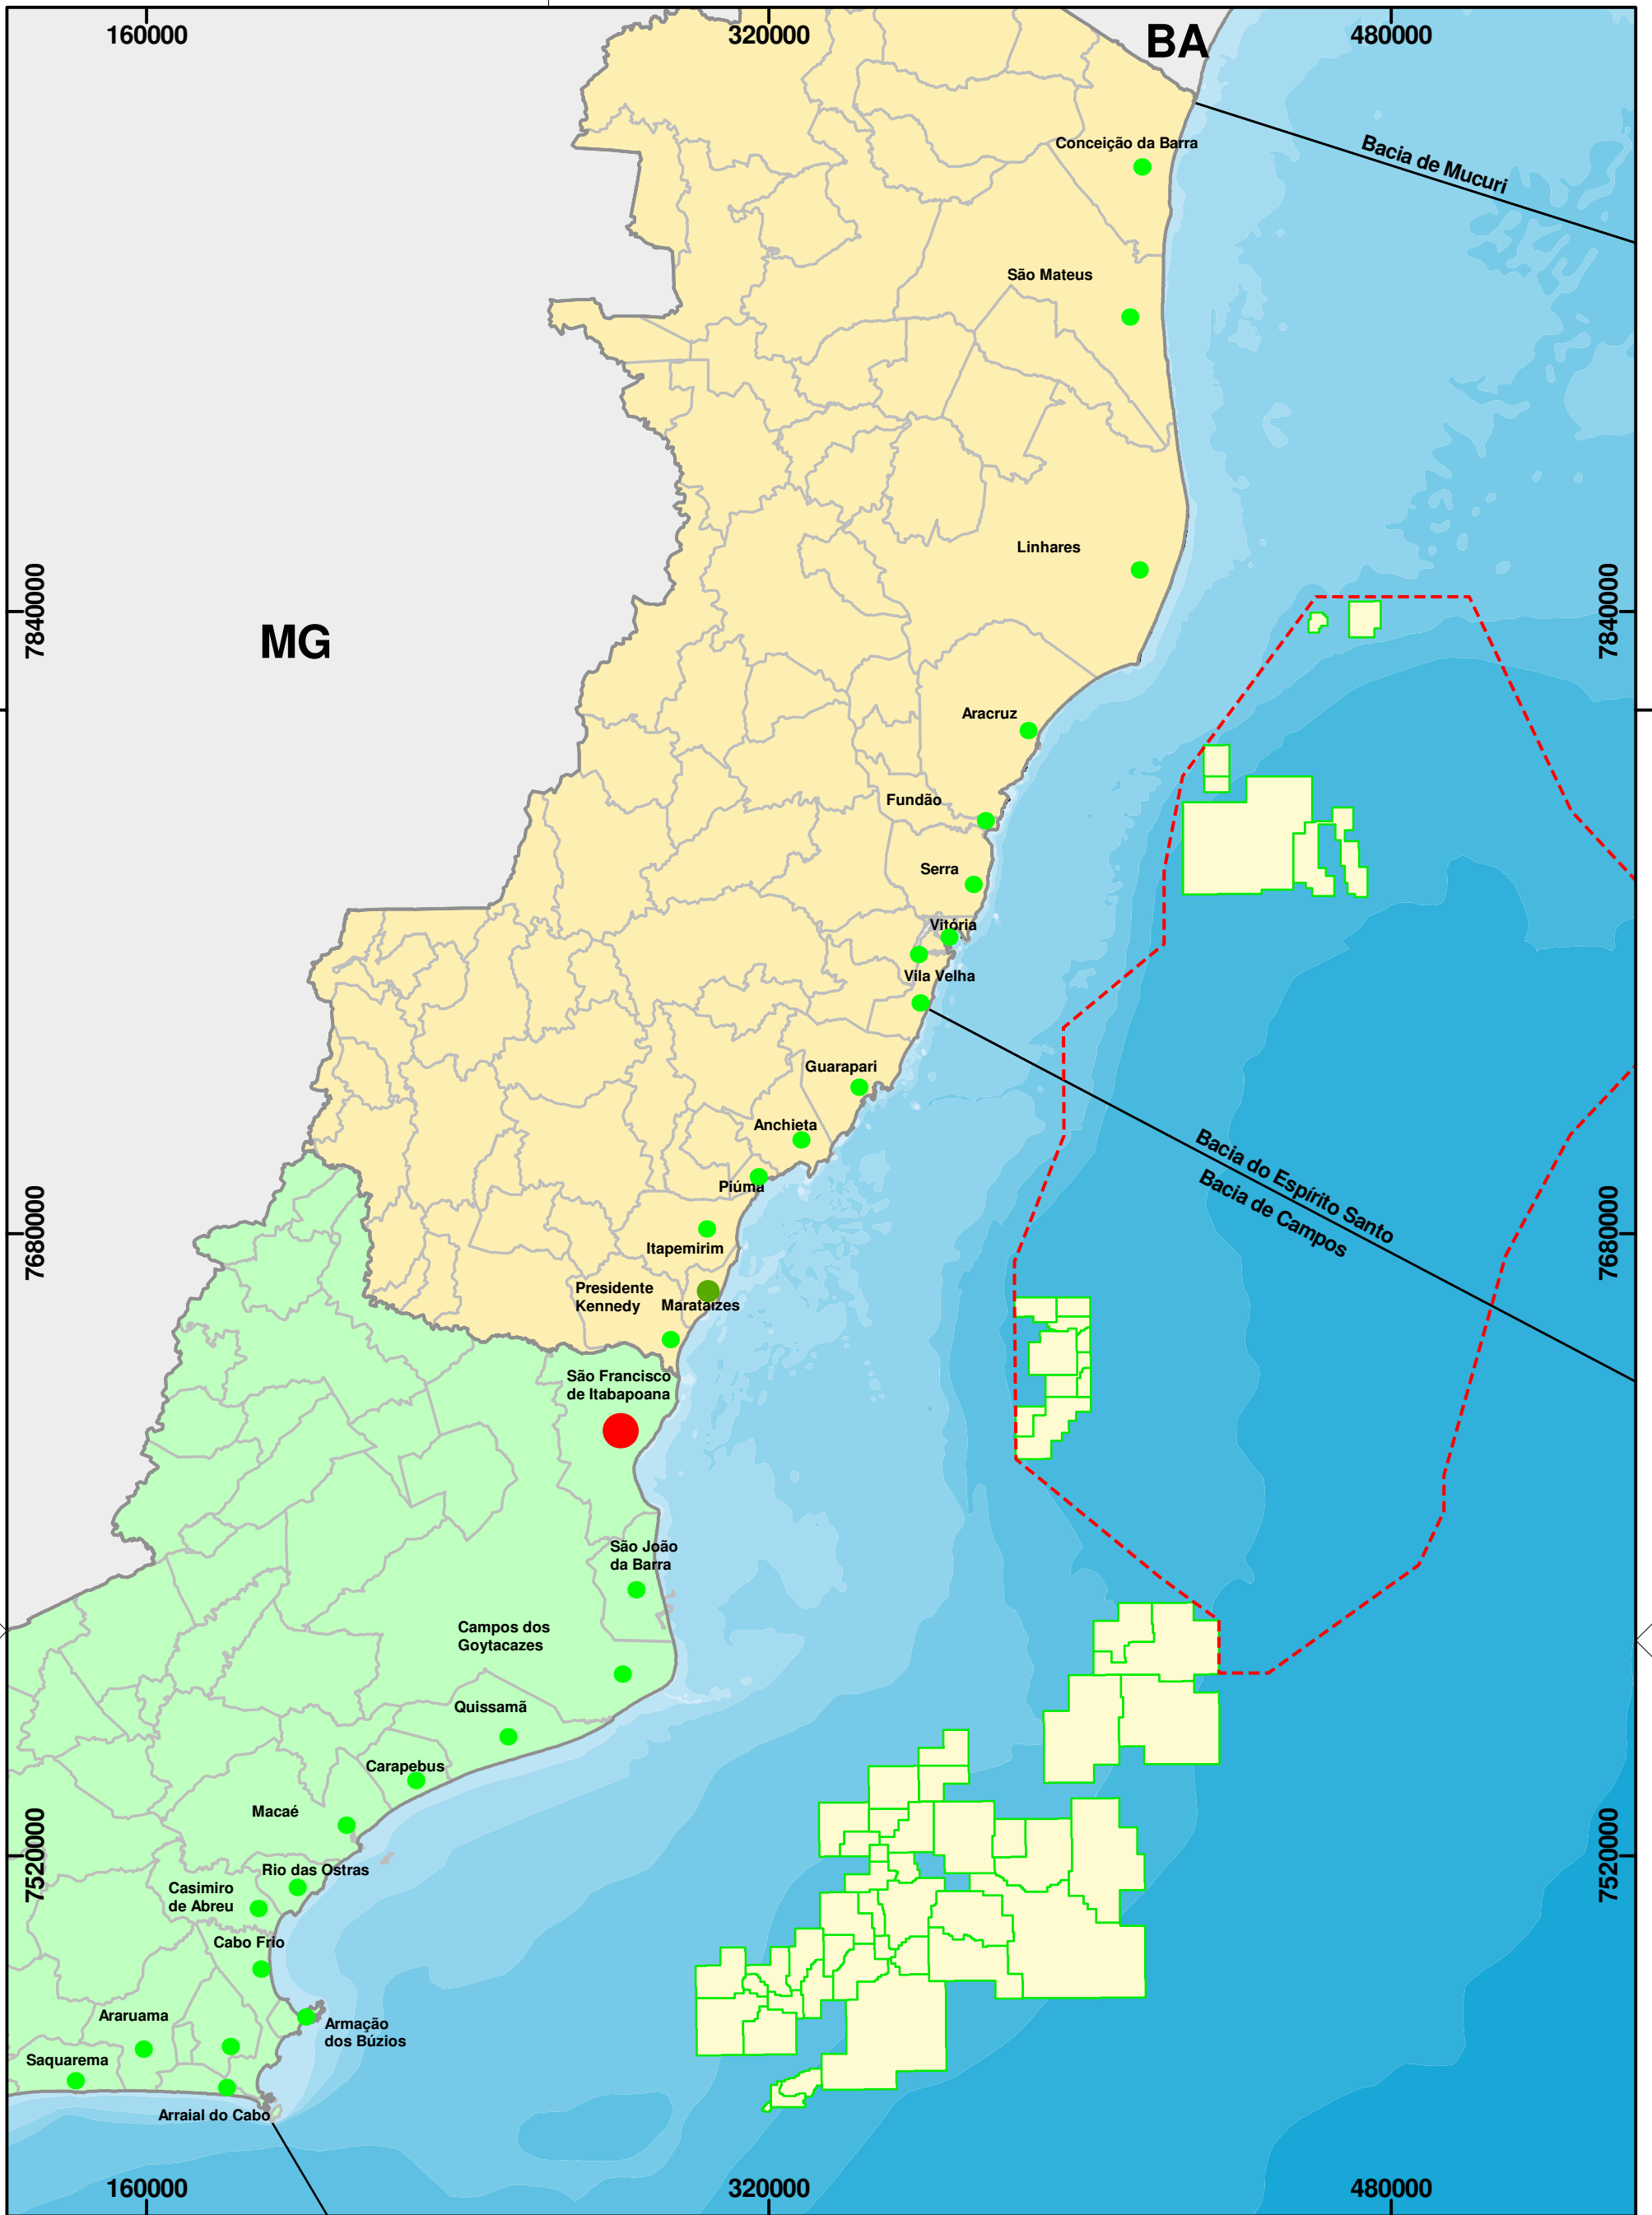 160000
320000
480000
BA
Conceição da Barra
Bacia de Mucuri
São Mateus
Linhares
7840000
7840000
MG
Aracruz
Fundão
Serra
Vitória
Vila Velha
Guarapari
Anchieta
Piúma
Bacia do Espírito Santo
Bacia de Campos
7680000
7680000
Itapemirim
Presidente
Kennedy
Marataízes
São Francisco
de Itabapoana
São João
da Barra
Campos dos
Goytacazes
Quissamã
Carapebus
Macaé
7520000
7520000
Rio das Ostras
Casimiro
de Abreu
Cabo Frio
Araruama
Armação
dos Búzios
Saquarema
Arraial do Cabo
160000
320000
480000